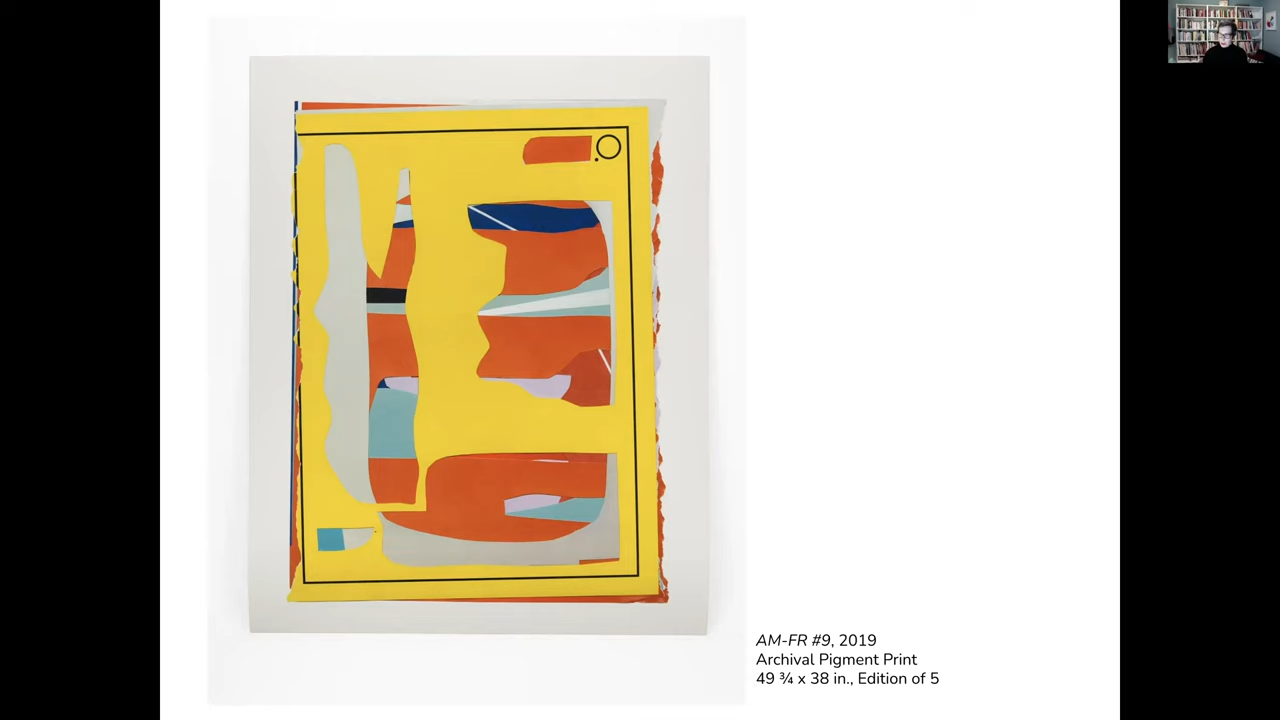 AM-FR #9, 2019
Archival Pigment Print
49 ¾ x 38 in., Edition of 5